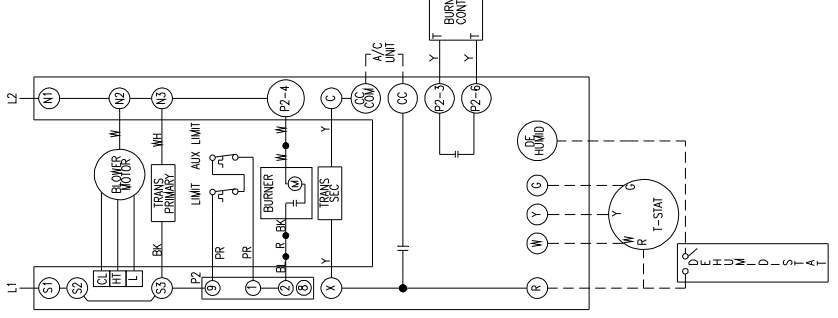 L2
N1
N2
N3
P2-4
C
CC
COM
CC
A/C
UNIT
P2-3
P2-6
Y
Y
T
T
BURN
CONT
W
WH
W
W
Y
BLOWER
MOTOR
TRANS
PRIMARY
LIMIT
AUX LIMIT
BURNER
M
TRANS
SEC
DE
HUMID
BK
PR
PR
BL
R
BK
Y
CL
HT
L
P2
L1
S1
S2
S3
9
1
2
8
X
R
W
Y
G
R
W
Y
G
T-STAT
DEHUMIDISTAT